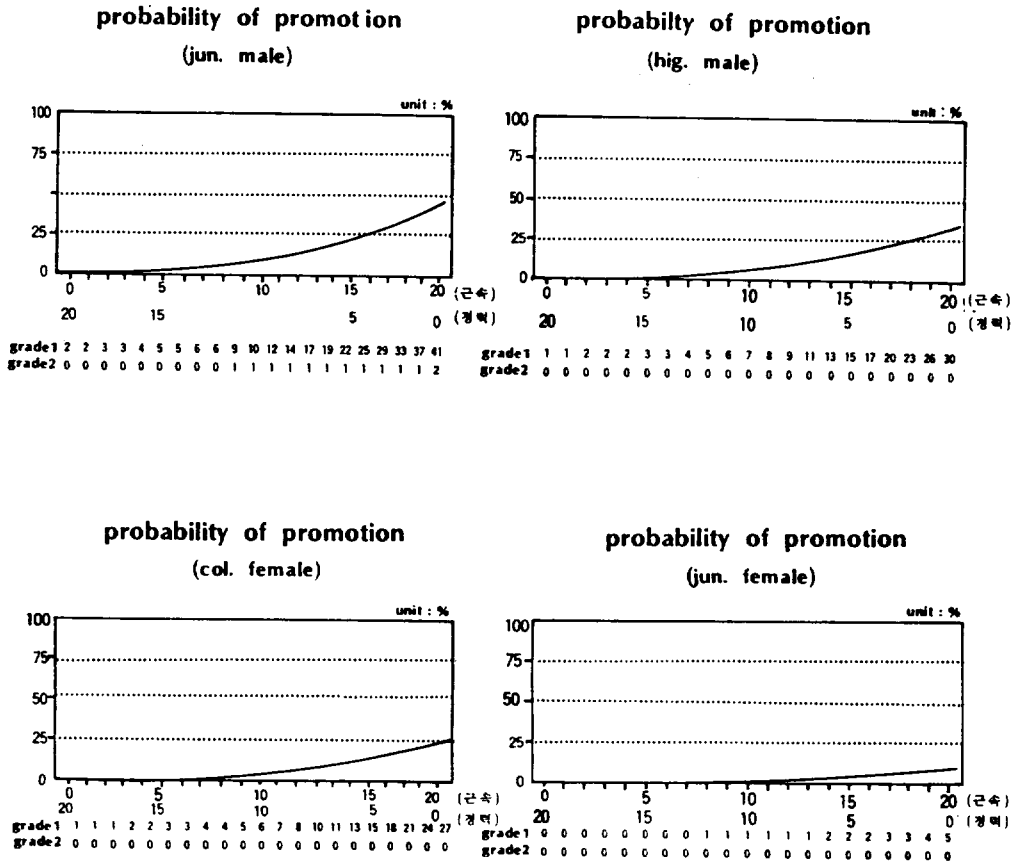 probability of promotion
(jun. male)
unit : %
100
75
25
0
5 10 15 20 (근속)
20 15 5 0 (경력)
grade1 2 2 3 3 4 5 5 6 6 9 10 12 14 17 19 22 25 29 33 37 41
grade2 0 0 0 0 0 0 0 0 0 1 1 1 1 1 1 1 1 1 1 1 2
probabilty of promotion
(hig. male)
unit : %
100
75
50
25
0
0 5 10 15 20 (근속)
20 15 10 5 0 (경력)
grade1 1 1 2 2 2 3 3 4 5 6 7 8 9 11 13 15 17 20 23 26 30
grade2 0 0 0 0 0 0 0 0 0 0 0 0 0 0 0 0 0 0 0 0 0
probability of promotion
(col. female)
unit : %
100
75
50
25
0
0 5 10 15 20 (근속)
20 15 10 5 0 (경력)
grade1 1 1 1 2 2 3 3 4 4 5 6 7 8 10 11 13 15 18 21 24 27
grade2 0 0 0 0 0 0 0 0 0 0 0 0 0 0 0 0 0 0 0 0 0
probability of promotion
(jun. female)
unit : %
100
75
50
25
0
0 5 10 15 20 (근속)
20 15 10 5 0 (경력)
grade1 0 0 0 0 0 0 0 0 1 1 1 1 1 1 2 2 2 3 3 4 5
grade2 0 0 0 0 0 0 0 0 0 0 0 0 0 0 0 0 0 0 0 0 0